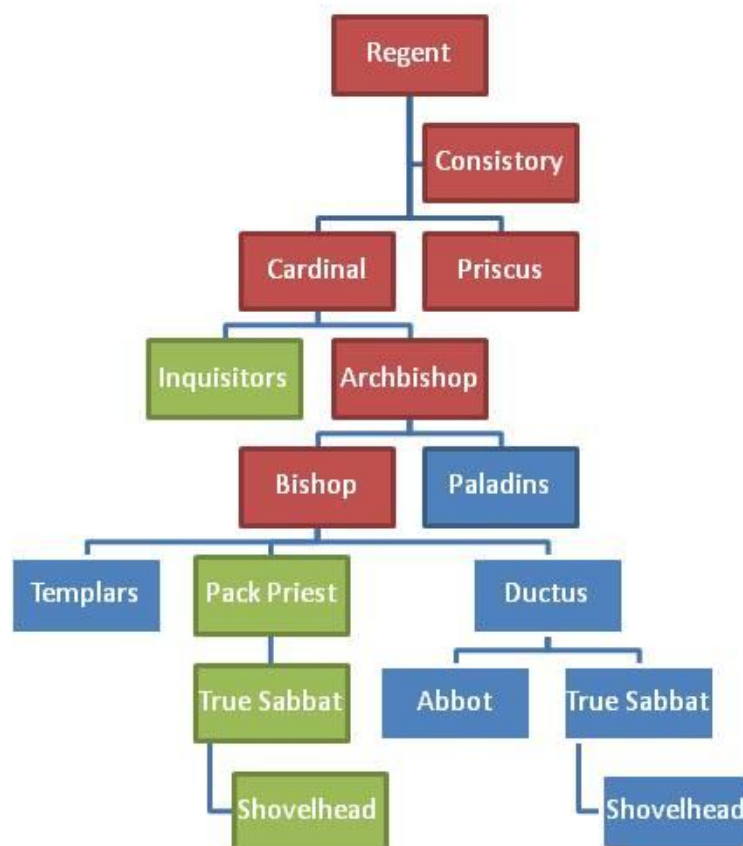 Regent
Consistory
Cardinal
Priscus
Inquisitors
Archbishop
Bishop
Paladins
Templars
Pack Priest
Ductus
True Sabbat
Abbot
True Sabbat
Shovelhead
Shovelhead